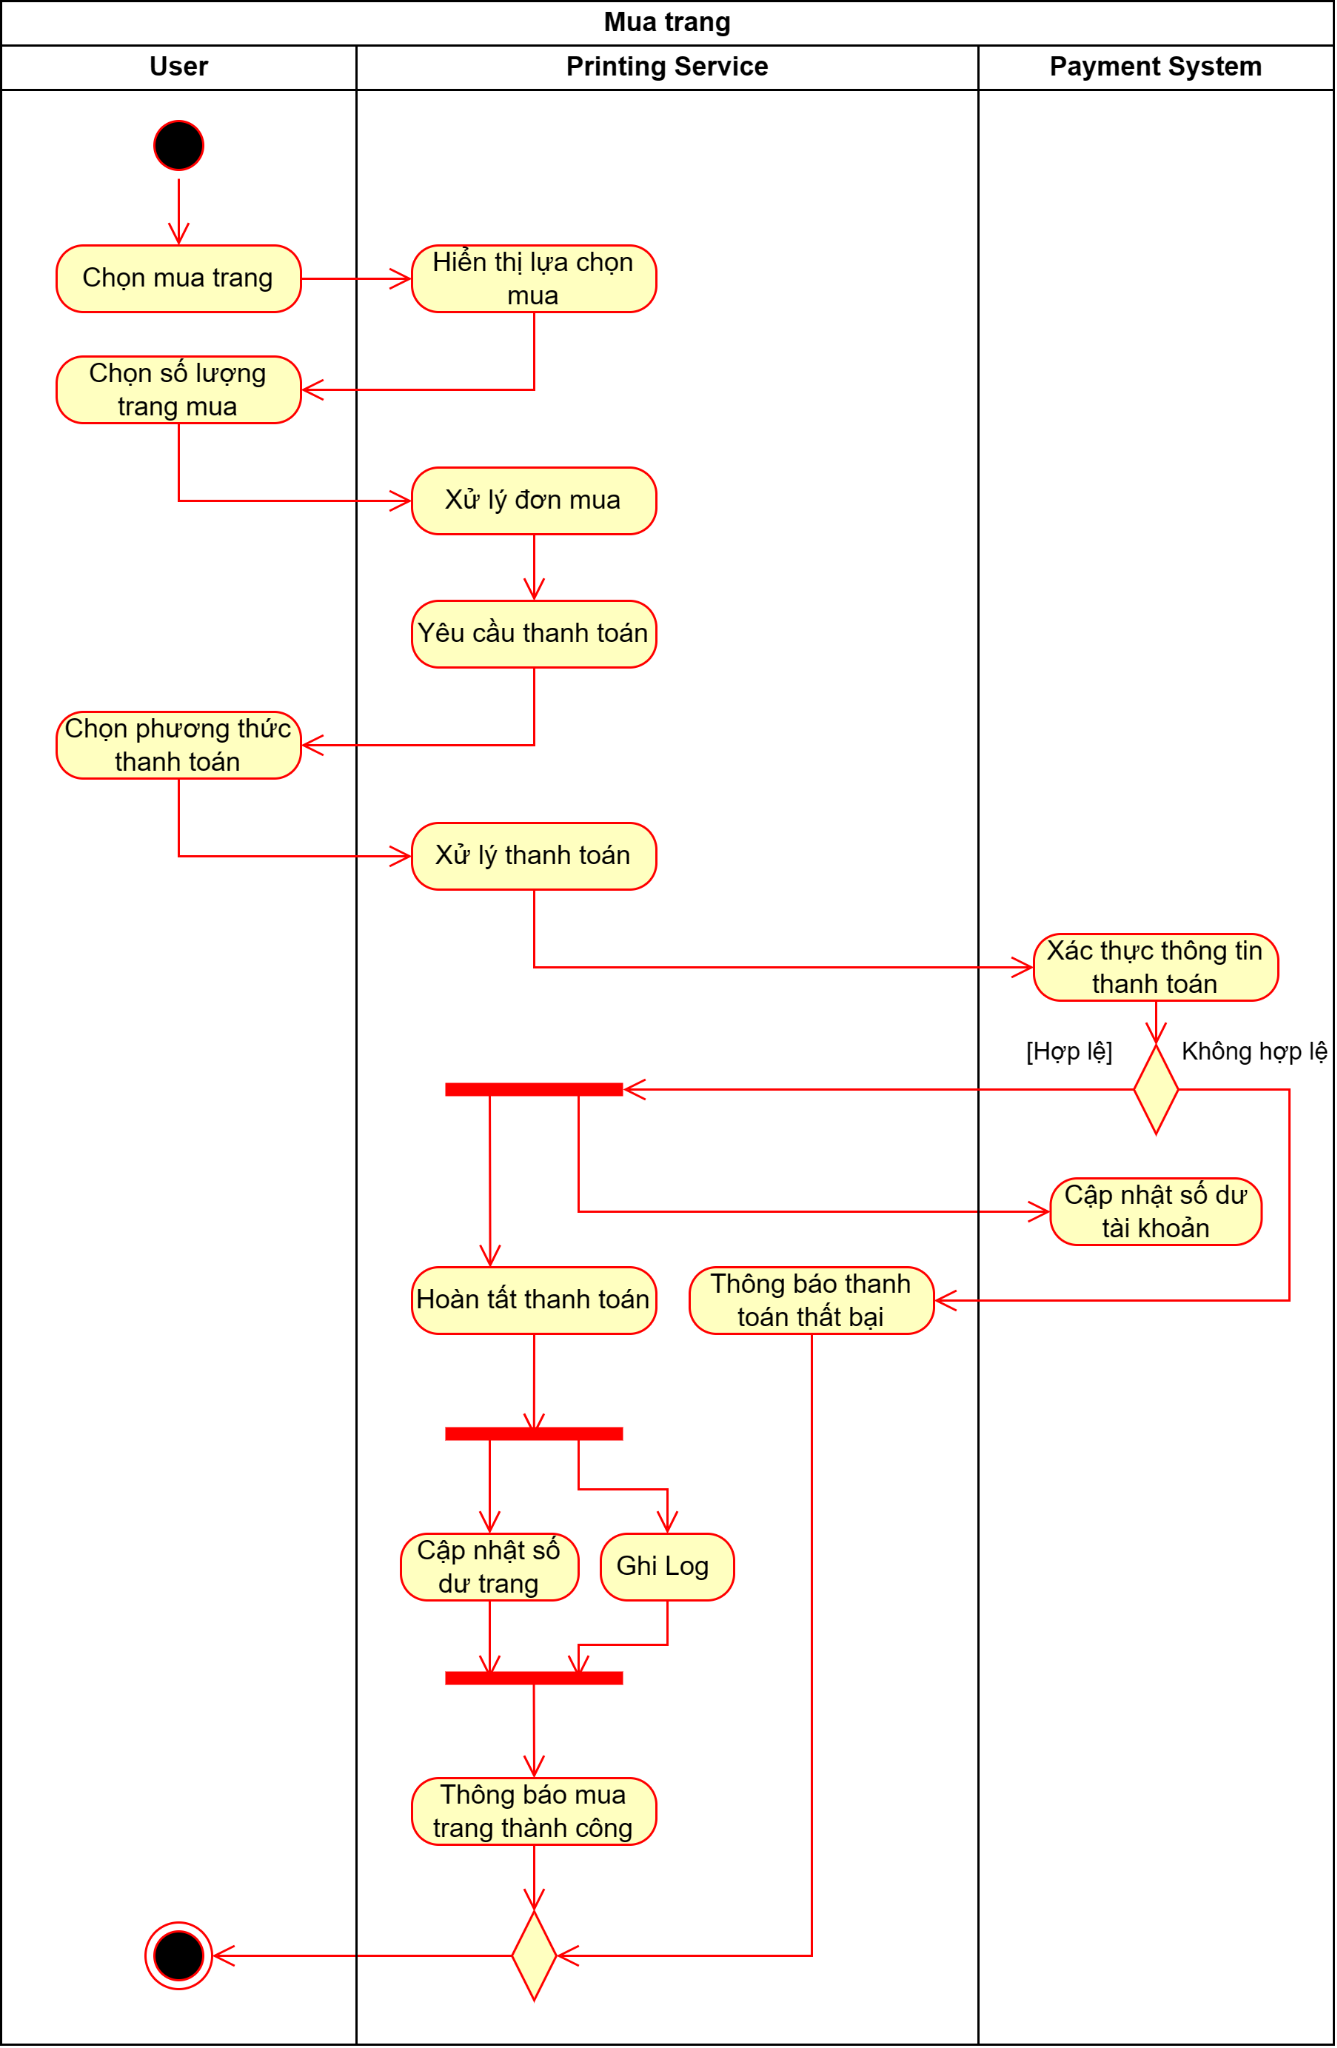 Mua trang
User
Printing Service
Payment System
Chọn mua trang
Hiển thị lựa chọn
mua
Chọn số lượng
trang mua
Xử lý đơn mua
Yêu cầu thanh toán
Chọn phương thức
thanh toán
Xử lý thanh toán
Xác thực thông tin
thanh toán
[Hợp lệ]
Không hợp lệ
Cập nhật số dư
tài khoản
Hoàn tất thanh toán
Thông báo thanh
toán thất bại
Cập nhật số
dư trang
Ghi Log
Thông báo mua
trang thành công